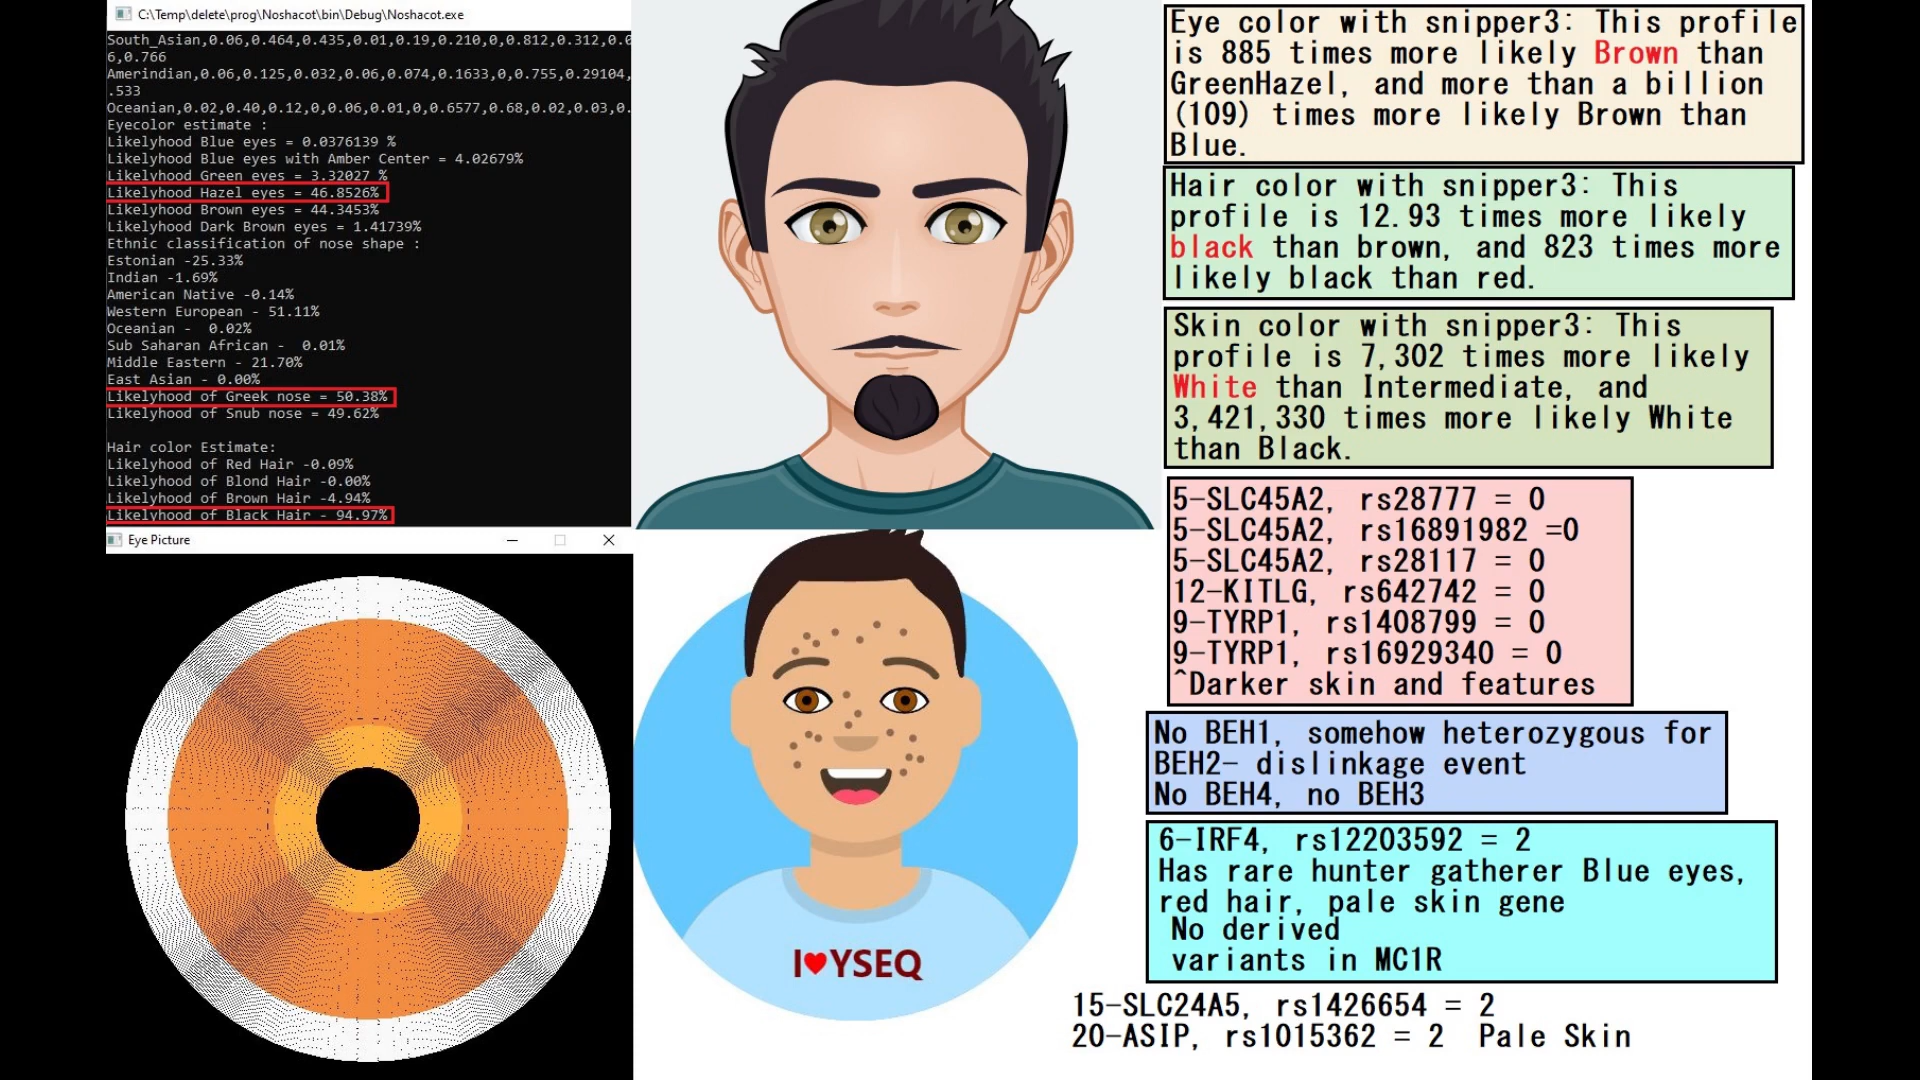 C:\Temp\delete\prog\Noshacot\bin\Debug\Noshacot.exe
South_Asian,0.06,0.464,0.435,0.01,0.19,0.210,0,0.812,0.312,0.0
6,0.766
Amerindian,0.06,0.125,0.032,0.06,0.074,0.1633,0,0.755,0.29104,
.533
Oceanian,0.02,0.40,0.12,0,0.06,0.01,0,0.6577,0.68,0.02,0.03,0.
Eyecolor estimate :
Likelyhood Blue eyes = 0.0376139 %
Likelyhood Blue eyes with Amber Center = 4.02679%
Likelyhood Green eyes = 3.32027 %
Likelyhood Hazel eyes = 46.8526%
Likelyhood Brown eyes = 44.3453%
Likelyhood Dark Brown eyes = 1.41739%
Ethnic classification of nose shape :
Estonian -25.33%
Indian -1.69%
American Native -0.14%
Western European - 51.11%
Oceanian -  0.02%
Sub Saharan African -  0.01%
Middle Eastern - 21.70%
East Asian - 0.00%
Likelyhood of Greek nose = 50.38%
Likelyhood of Snub nose = 49.62%
Hair color Estimate:
Likelyhood of Red Hair -0.09%
Likelyhood of Blond Hair -0.00%
Likelyhood of Brown Hair -4.94%
Likelyhood of Black Hair - 94.97%
Eye Picture
I♥YSEQ
Eye color with snipper3: This profile
is 885 times more likely Brown than
GreenHazel, and more than a billion
(109) times more likely Brown than
Blue.
Hair color with snipper3: This
profile is 12.93 times more likely
black than brown, and 823 times more
likely black than red.
Skin color with snipper3: This
profile is 7,302 times more likely
White than Intermediate, and
3,421,330 times more likely White
than Black.
5-SLC45A2, rs28777 = 0
5-SLC45A2, rs16891982 =0
5-SLC45A2, rs28117 = 0
12-KITLG, rs642742 = 0
9-TYRP1, rs1408799 = 0
9-TYRP1, rs16929340 = 0
^Darker skin and features
No BEH1, somehow heterozygous for
BEH2- dislinkage event
No BEH4, no BEH3
6-IRF4, rs12203592 = 2
Has rare hunter gatherer Blue eyes,
red hair, pale skin gene
No derived
variants in MC1R
15-SLC24A5, rs1426654 = 2
20-ASIP, rs1015362 = 2  Pale Skin